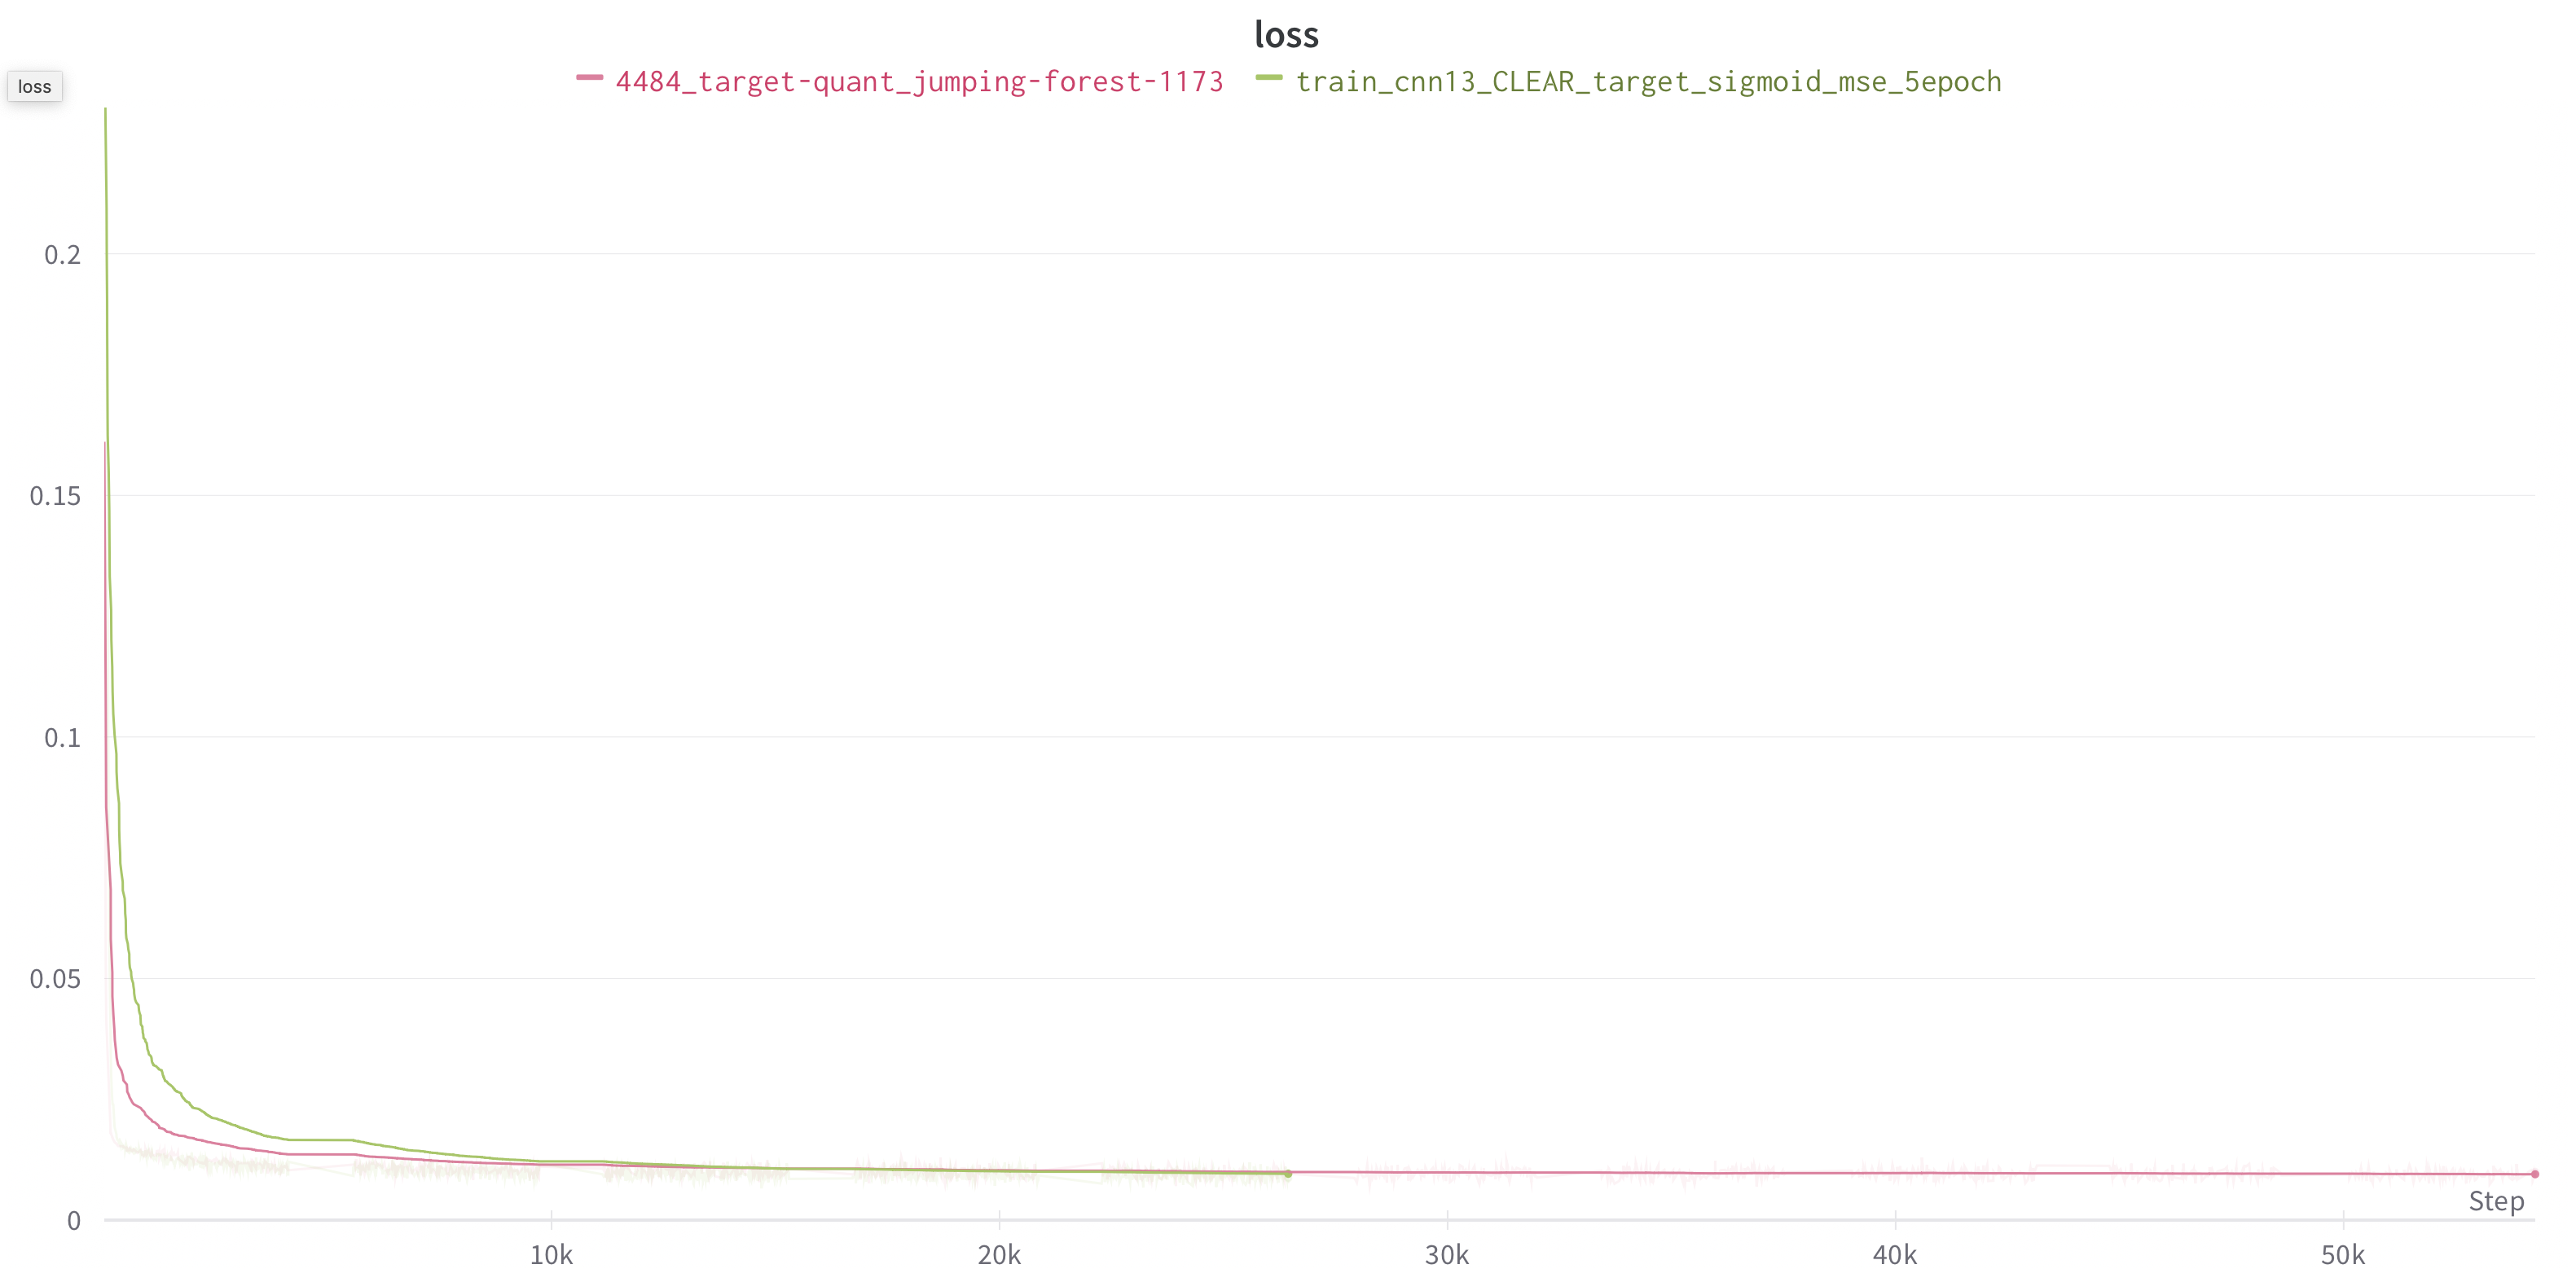 loss
4484_target-quant_jumping-forest-1173 train_cnn13_CLEAR_target_sigmoid_mse_5epoch
loss
0.2
0.15
0.1
0.05
Step
0
10k 20k 30k 40k 50k